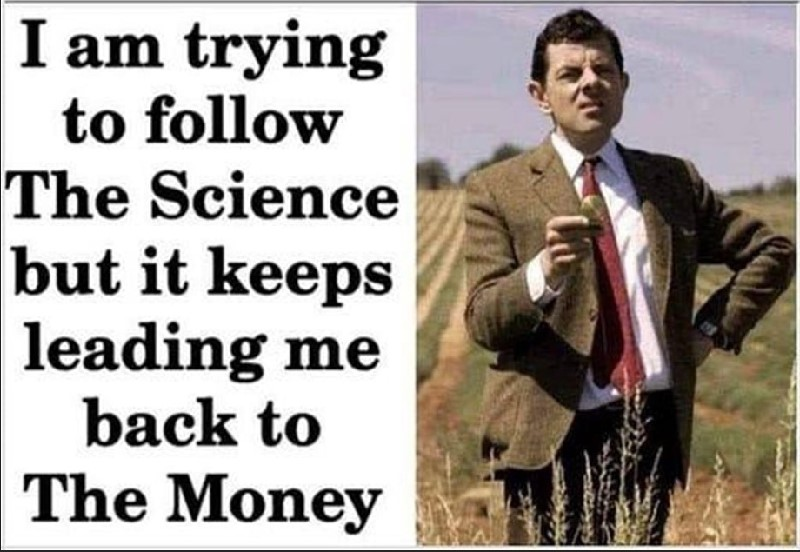 I am trying
to follow
The Science
but it keeps
leading me
back to
The Money